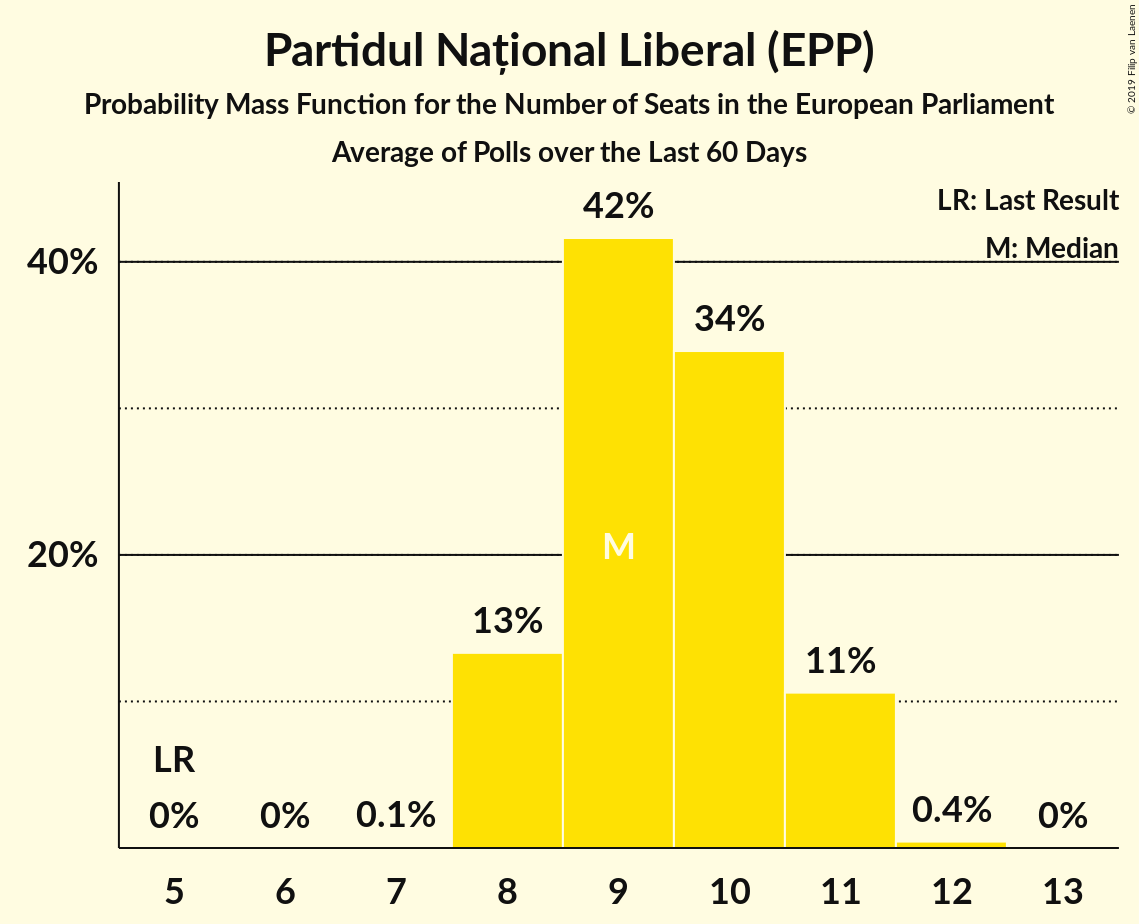 Partidul Național Liberal (EPP)
Probability Mass Function for the Number of Seats in the European Parliament
Average of Polls over the Last 60 Days
© 2019 Filip van Laenen
LR: Last Result
M: Median
42%
40%
34%
M
20%
13%
11%
LR
0%
0%
0.1%
0.4%
0%
5 6 7 8 9 10 11 12 13